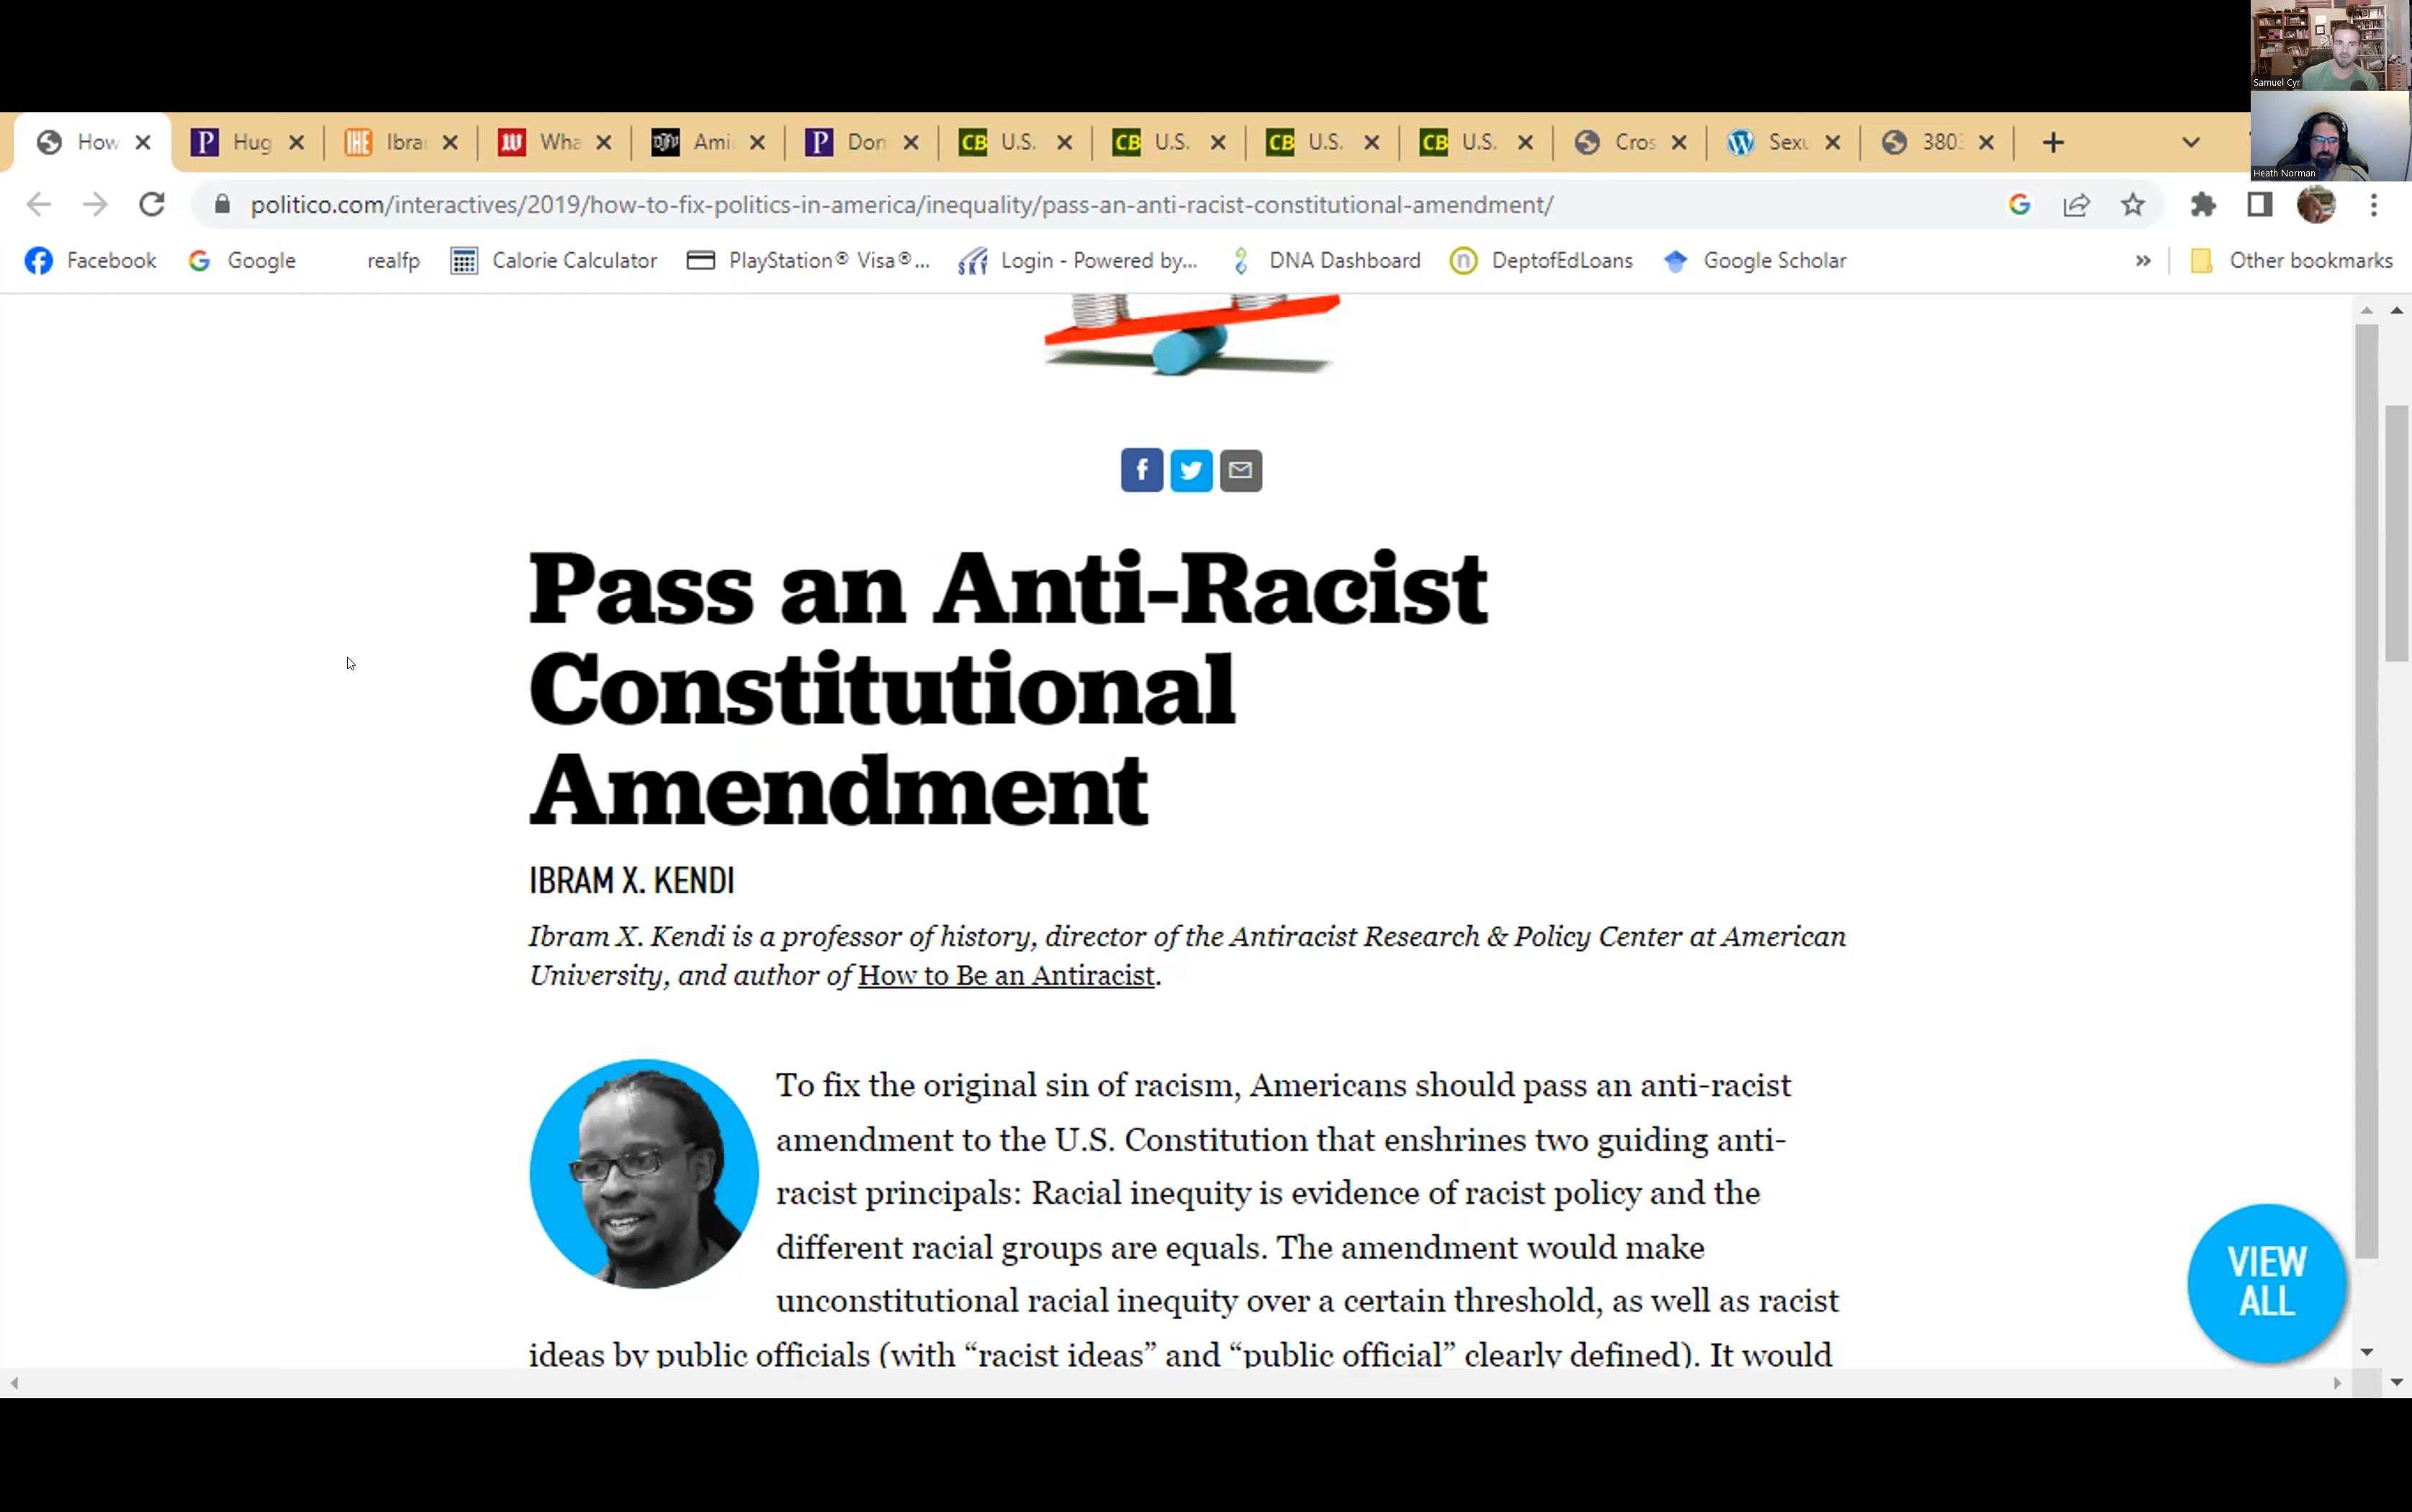 Samuel Cyr
How
Hug
Ibra
Wha
Ami
Don
U.S.
U.S.
U.S.
U.S.
Cros
Sexu
380
Heath Norman
politico.com/interactives/2019/how-to-fix-politics-in-america/inequality/pass-an-anti-racist-constitutional-amendment/
Facebook
Google
realfp
Calorie Calculator
PlayStation® Visa®...
Login - Powered by...
DNA Dashboard
DeptofEdLoans
Google Scholar
»
Other bookmarks
Pass an Anti-Racist
Constitutional
Amendment
IBRAM X. KENDI
Ibram X. Kendi is a professor of history, director of the Antiracist Research & Policy Center at American
University, and author of How to Be an Antiracist.
To fix the original sin of racism, Americans should pass an anti-racist
amendment to the U.S. Constitution that enshrines two guiding anti-
racist principals: Racial inequity is evidence of racist policy and the
different racial groups are equals. The amendment would make
unconstitutional racial inequity over a certain threshold, as well as racist
ideas by public officials (with “racist ideas” and “public official” clearly defined). It would
VIEW
ALL